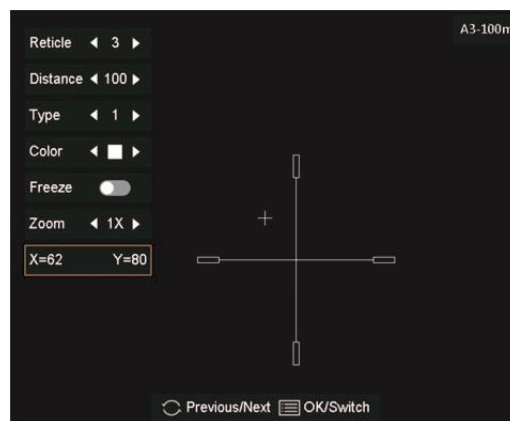 A3-100m
Reticle 3
Distance 100
Type 1
Color
Freeze
Zoom 1X
X=62 Y=80
Previous/Next OK/Switch